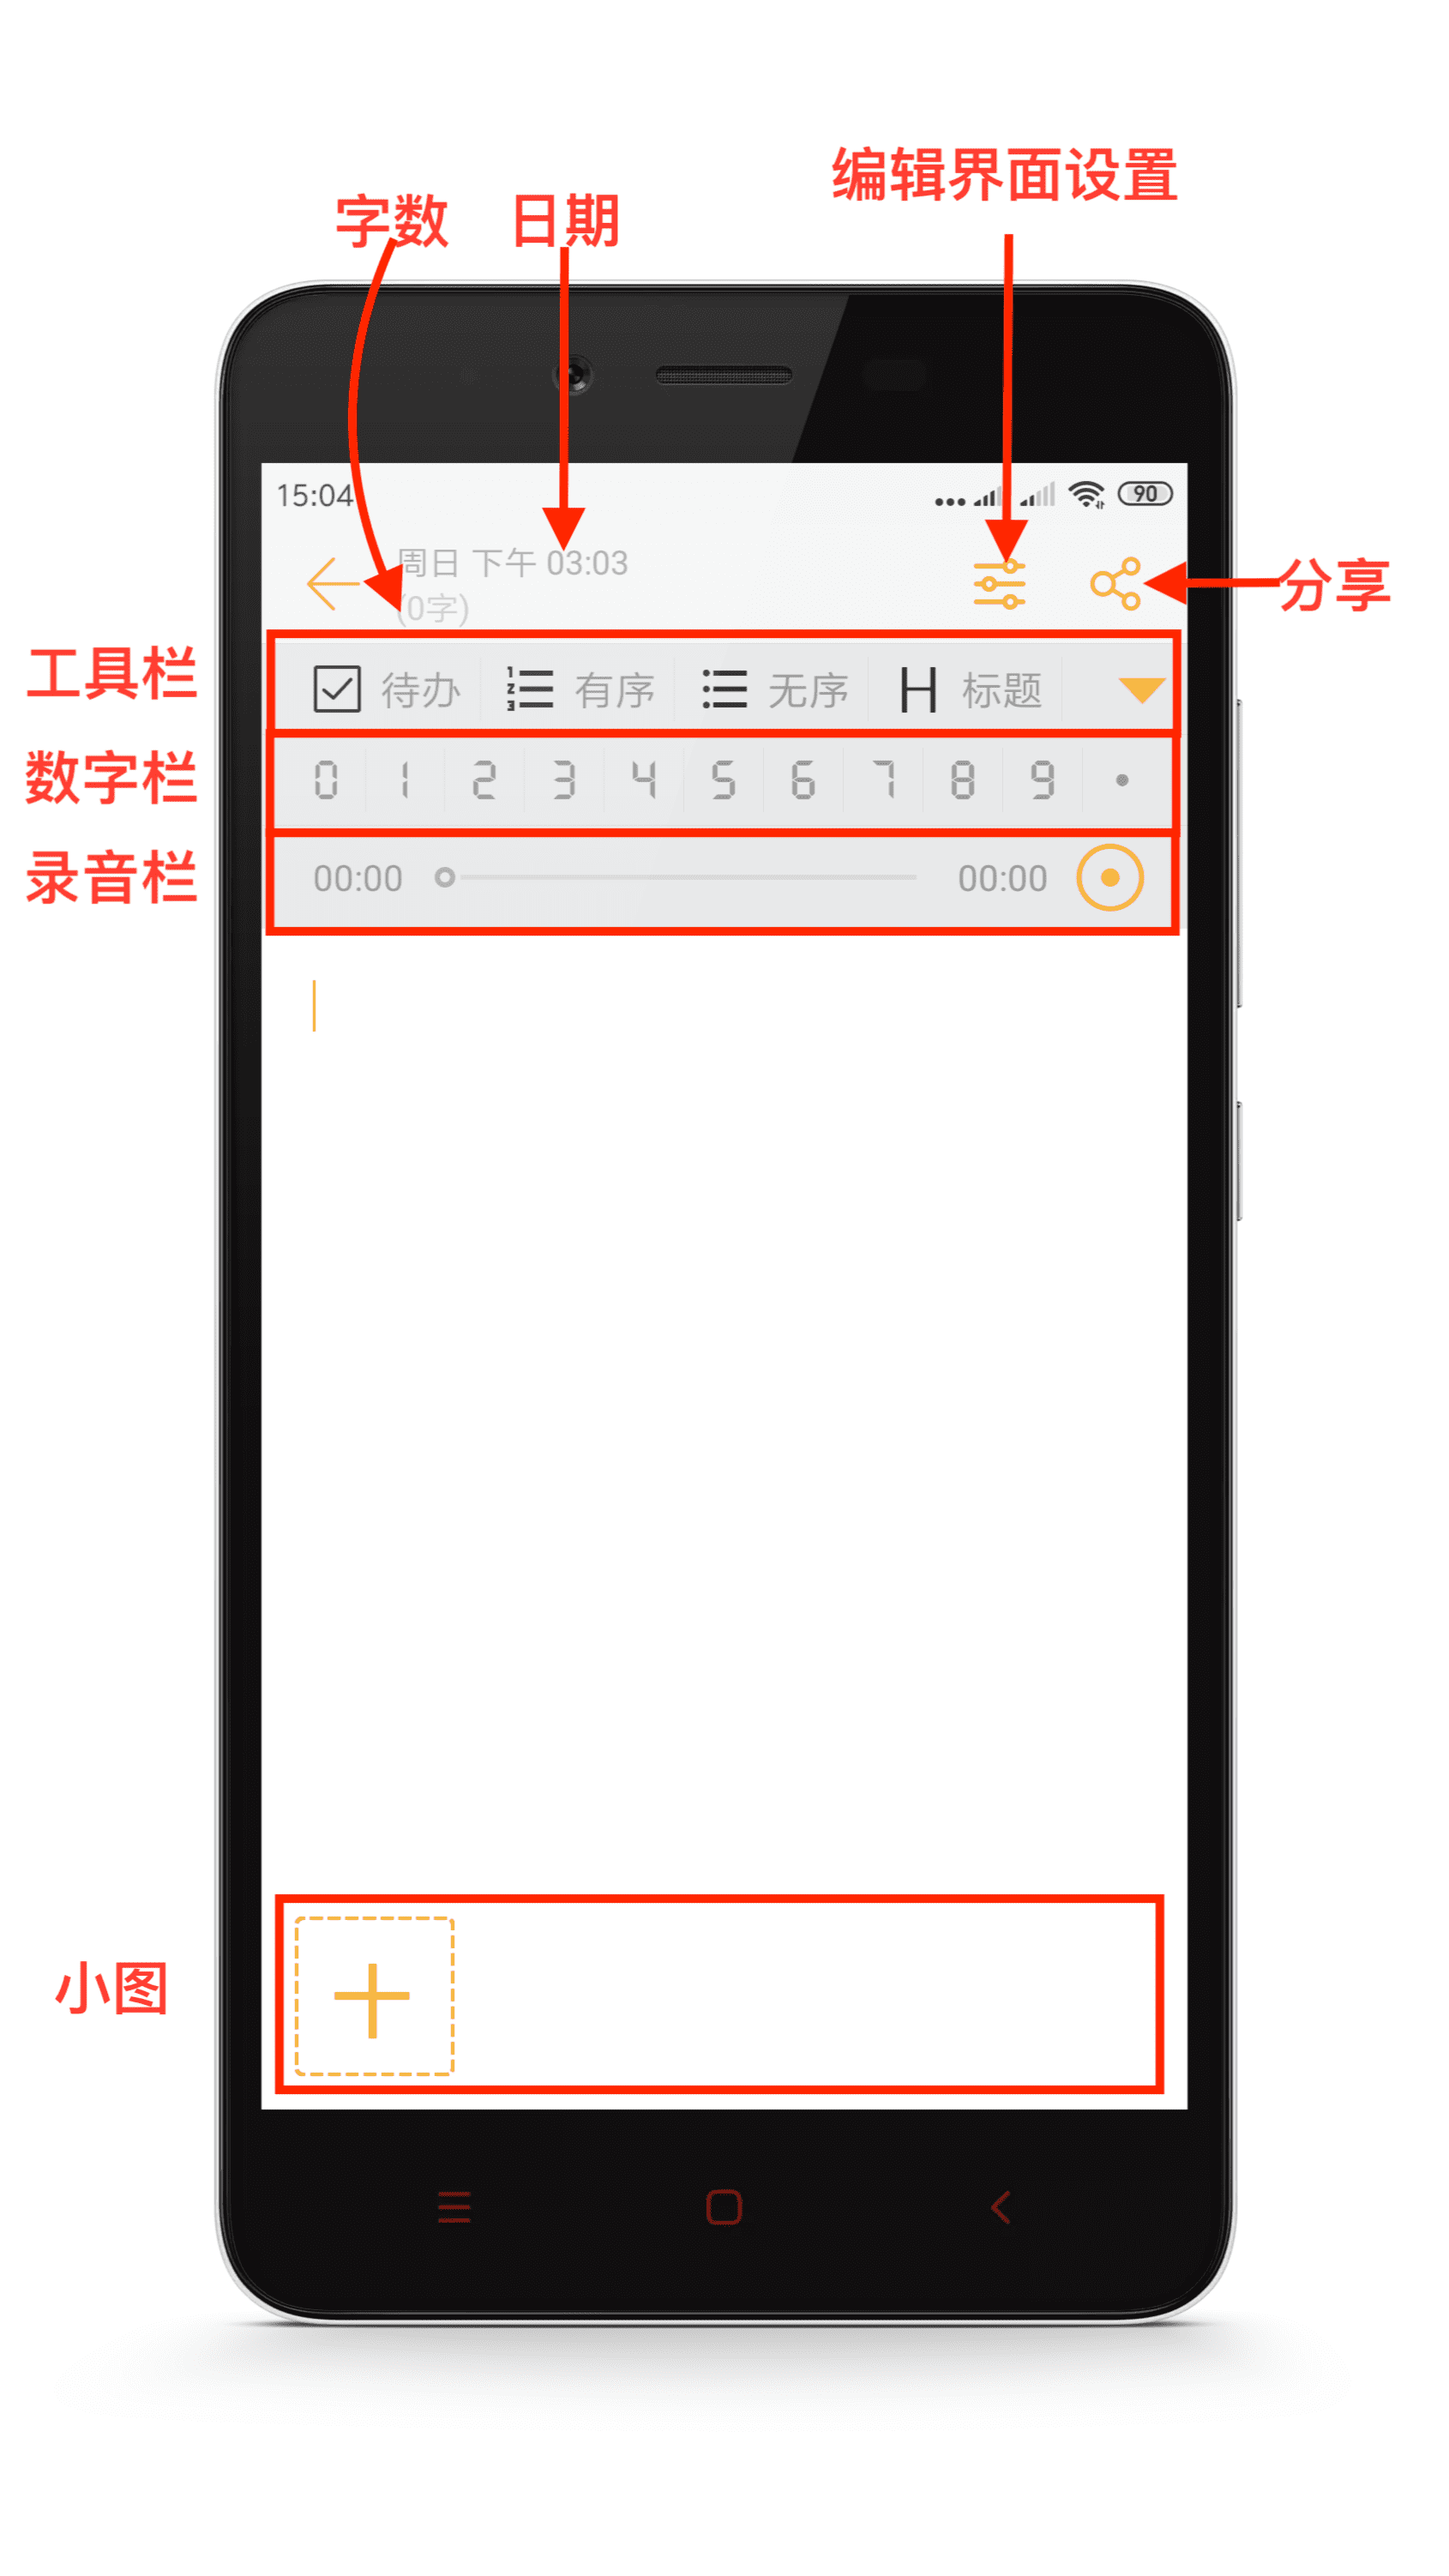 编辑界面设置
字数 日期
15:04 90
周日 下午 03:03
(0字)
分享
工具栏
待办 有序 无序 标题
数字栏
0 1 2 3 4 5 6 7 8 9 •
录音栏
00:00 00:00
小图